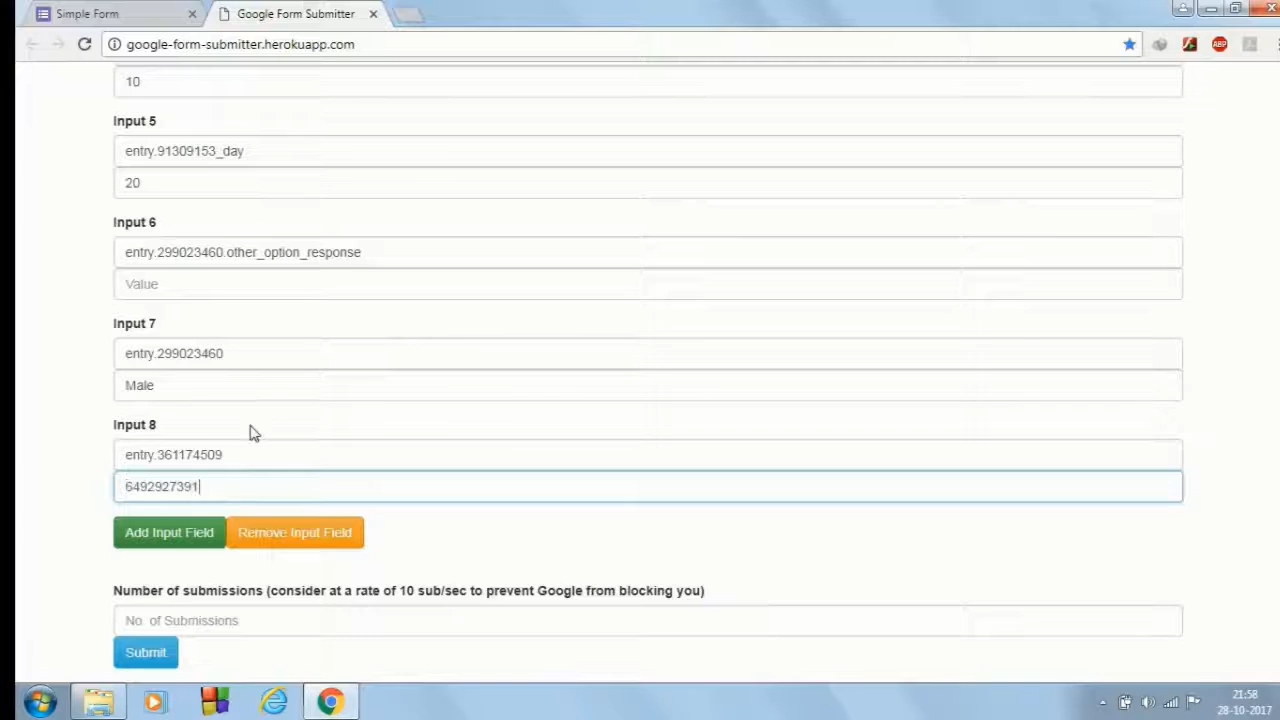 Simple Form
Google Form Submitter
google-form-submitter.herokuapp.com
ABP
10
Input 5
entry.91309153_day
20
Input 6
entry.299023460.other_option_response
Value
Input 7
entry.299023460
Male
Input 8
entry.361174509
6492927391
Add Input Field Remove Input Field
Number of submissions (consider at a rate of 10 sub/sec to prevent Google from blocking you)
No. of Submissions
Submit
21:58
28-10-2017